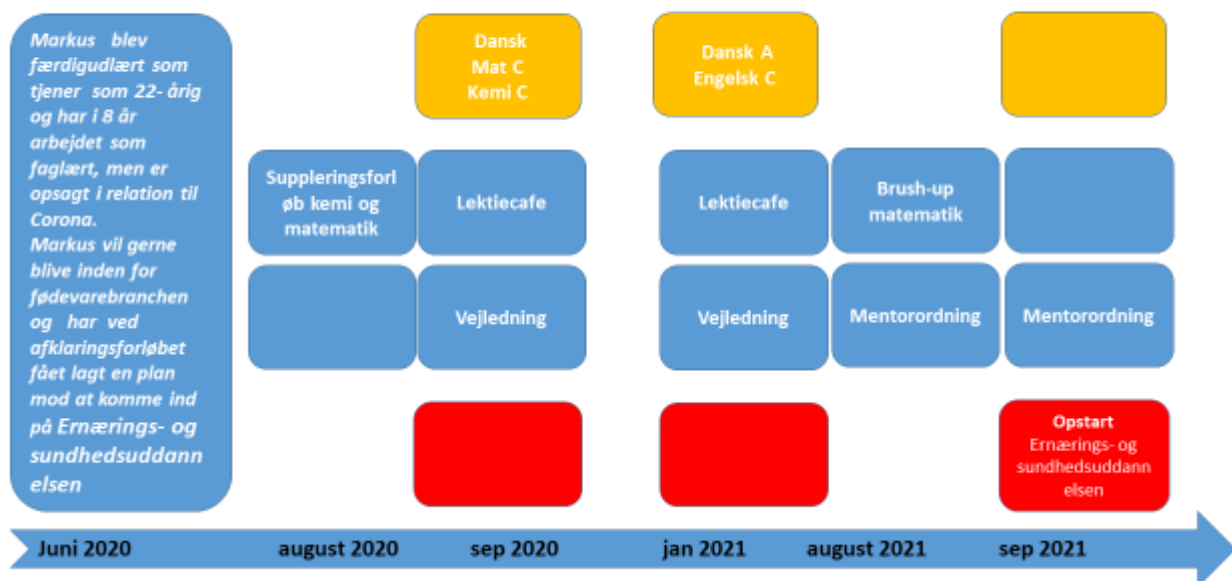 Markus blev
færdigudlært som
tjener som 22- årig
og har i 8 år
arbejdet som
faglært, men er
opsagt i relation til
Corona.
Markus vil gerne
blive inden for
fødevarebranchen
og har ved
afklaringsforløbet
fået lagt en plan
mod at komme ind
på Ernærings- og
sundhedsuddann
elsen
Dansk
Mat C
Kemi C
Dansk A
Engelsk C
Suppleringsforl
øb kemi og
matematik
Lektiecafe
Lektiecafe
Brush-up
matematik
Vejledning
Vejledning
Mentorordning
Mentorordning
Opstart
Ernærings- og
sundhedsuddann
elsen
Juni 2020
august 2020
sep 2020
jan 2021
august 2021
sep 2021